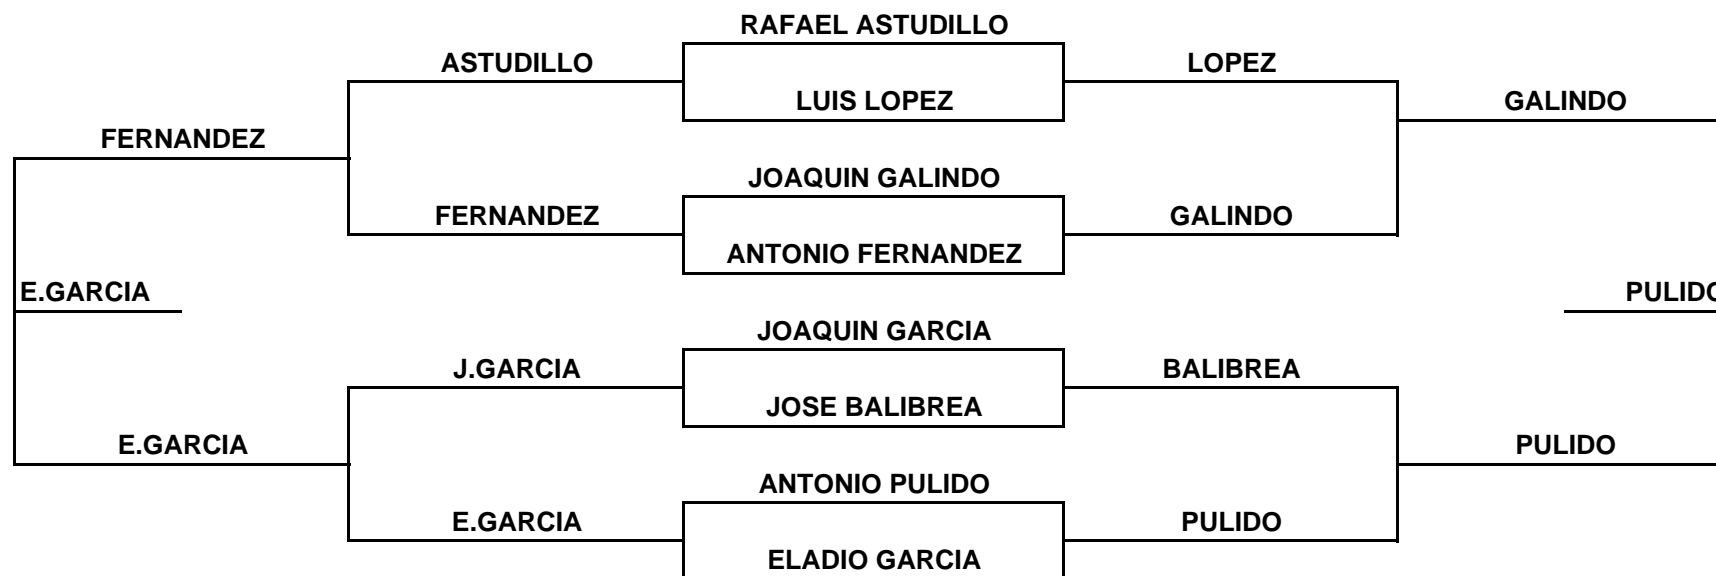 RAFAEL ASTUDILLO
ASTUDILLO
LOPEZ
LUIS LOPEZ
GALINDO
FERNANDEZ
JOAQUIN GALINDO
FERNANDEZ
GALINDO
ANTONIO FERNANDEZ
E.GARCIA
PULIDO
JOAQUIN GARCIA
J.GARCIA
BALIBREA
JOSE BALIBREA
E.GARCIA
PULIDO
ANTONIO PULIDO
E.GARCIA
PULIDO
ELADIO GARCIA